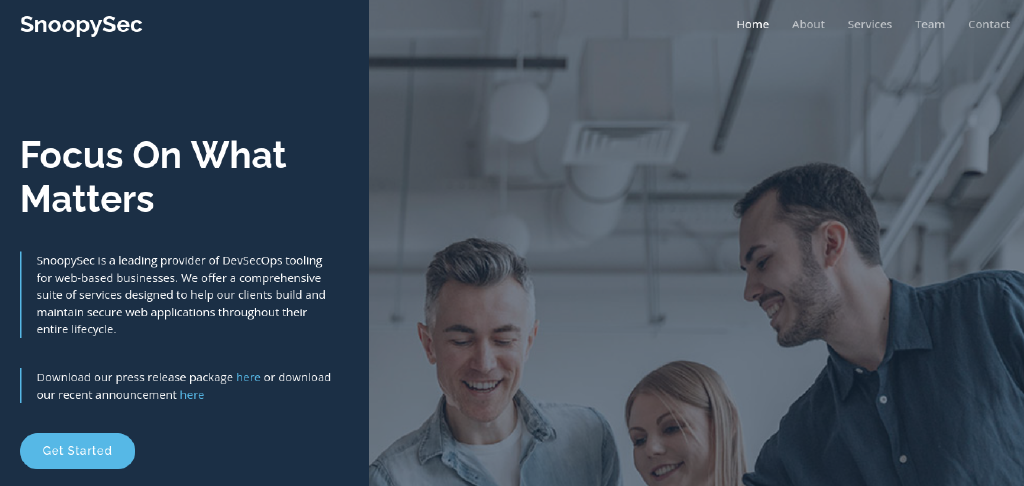 SnoopySec
Home About Services Team Contact
Focus On What
Matters
SnoopySec is a leading provider of DevSecOps tooling
for web-based businesses. We offer a comprehensive
suite of services designed to help our clients build and
maintain secure web applications throughout their
entire lifecycle.
Download our press release package here or download
our recent announcement here
Get Started